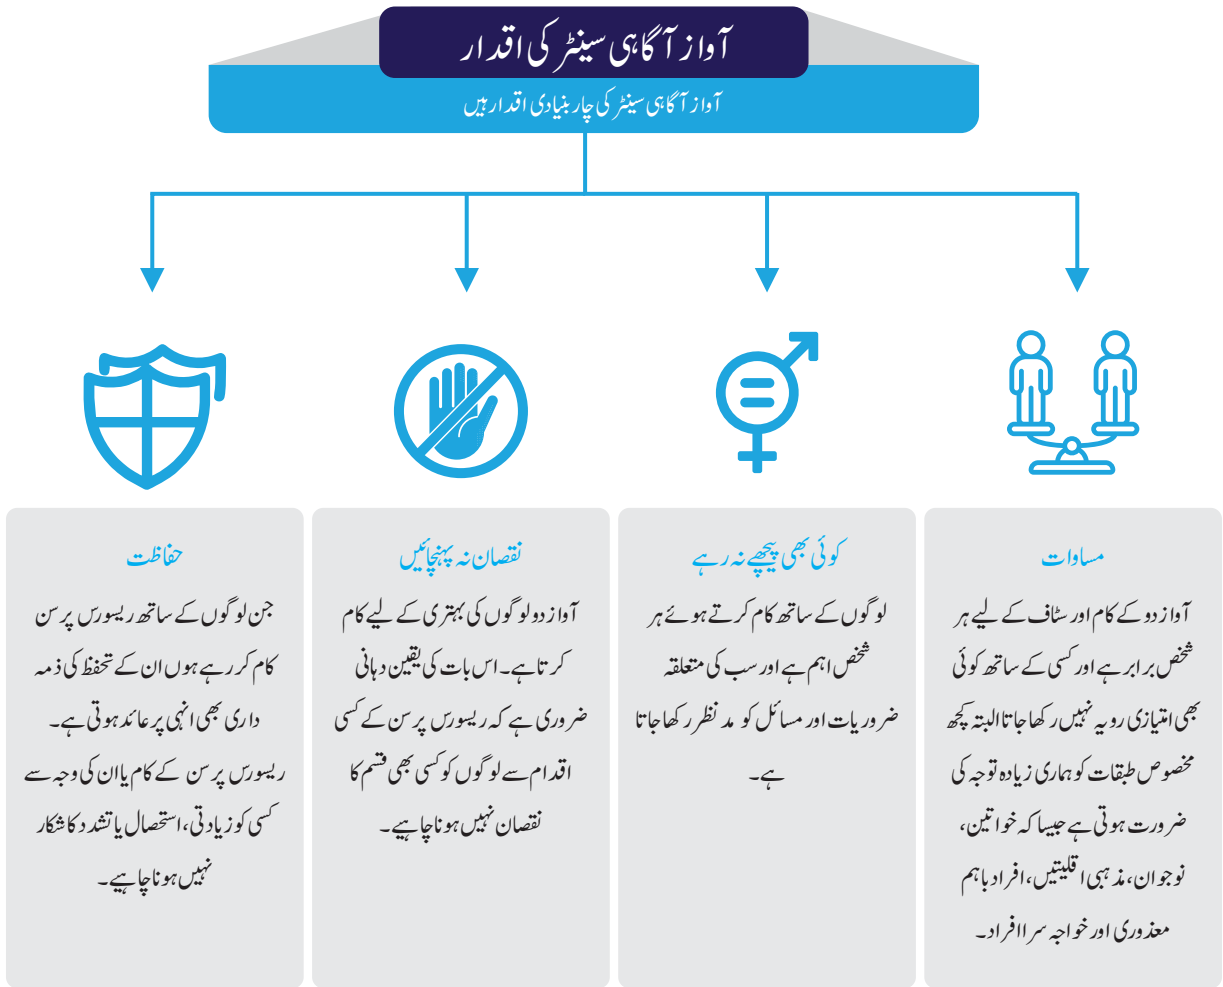 آواز آگاہی سینٹر کی اقدار
آواز آگاہی سینٹر کی چار بنیادی اقدار ہیں
مساوات
آواز دو کے کام اور سٹاف کے لیے ہر
شخص برابر ہے اور کسی کے ساتھ کوئی
بھی امتیازی رویہ نہیں رکھا جاتا البتہ کچھ
مخصوص طبقات کو ہماری زیادہ توجہ کی
ضرورت ہوتی ہے جیسا کہ خواتین،
نوجوان، مذہبی اقلیتیں، افراد باہم
معذوری اور خواجہ سرا افراد۔
کوئی بھی پیچھے نہ رہے
لوگوں کے ساتھ کام کرتے ہوئے ہر
شخص اہم ہے اور سب کی متعلقہ
ضروریات اور مسائل کو مد نظر رکھا جاتا
ہے۔
نقصان نہ پہنچائیں
آواز دو لوگوں کی بہتری کے لیے کام
کرتا ہے۔ اس بات کی یقین دہانی
ضروری ہے کہ ریسورس پرسن کے کسی
اقدام سے لوگوں کو کسی بھی قسم کا
نقصان نہیں ہونا چاہیے۔
حفاظت
جن لوگوں کے ساتھ ریسورس پرسن
کام کر رہے ہوں ان کے تحفظ کی ذمہ
داری بھی انہی پر عائد ہوتی ہے۔
ریسورس پرسن کے کام یا ان کی وجہ سے
کسی کو زیادتی، استحصال یا تشدد کا شکار
نہیں ہونا چاہیے۔